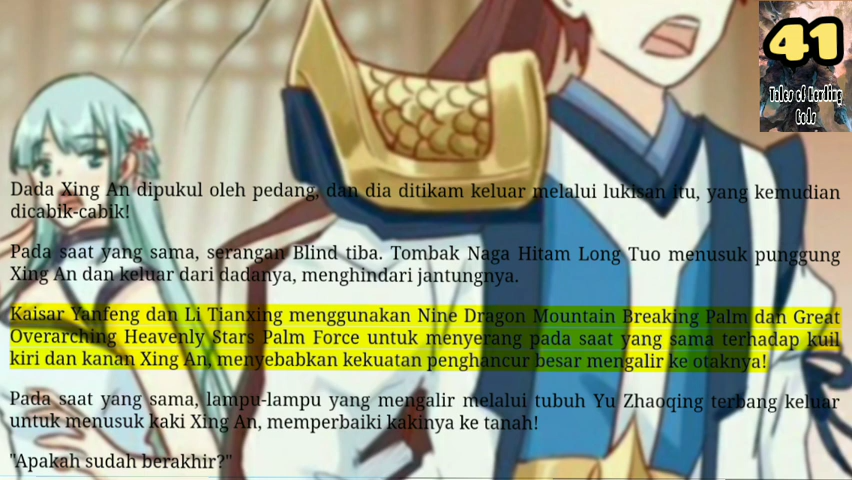 41
Tales of Herding
Gods
Dada Xing An dipukul oleh pedang, dan dia ditikam keluar melalui lukisan itu, yang kemudian
dicabik-cabik!
Pada saat yang sama, serangan Blind tiba. Tombak Naga Hitam Long Tuo menusuk punggung
Xing An dan keluar dari dadanya, menghindari jantungnya.
Kaisar Yanfeng dan Li Tianxing menggunakan Nine Dragon Mountain Breaking Palm dan Great
Overarching Heavenly Stars Palm Force untuk menyerang pada saat yang sama terhadap kuil
kiri dan kanan Xing An, menyebabkan kekuatan penghancur besar mengalir ke otaknya!
Pada saat yang sama, lampu-lampu yang mengalir melalui tubuh Yu Zhaoqing terbang keluar
untuk menusuk kaki Xing An, memperbaiki kakinya ke tanah!
"Apakah sudah berakhir?"